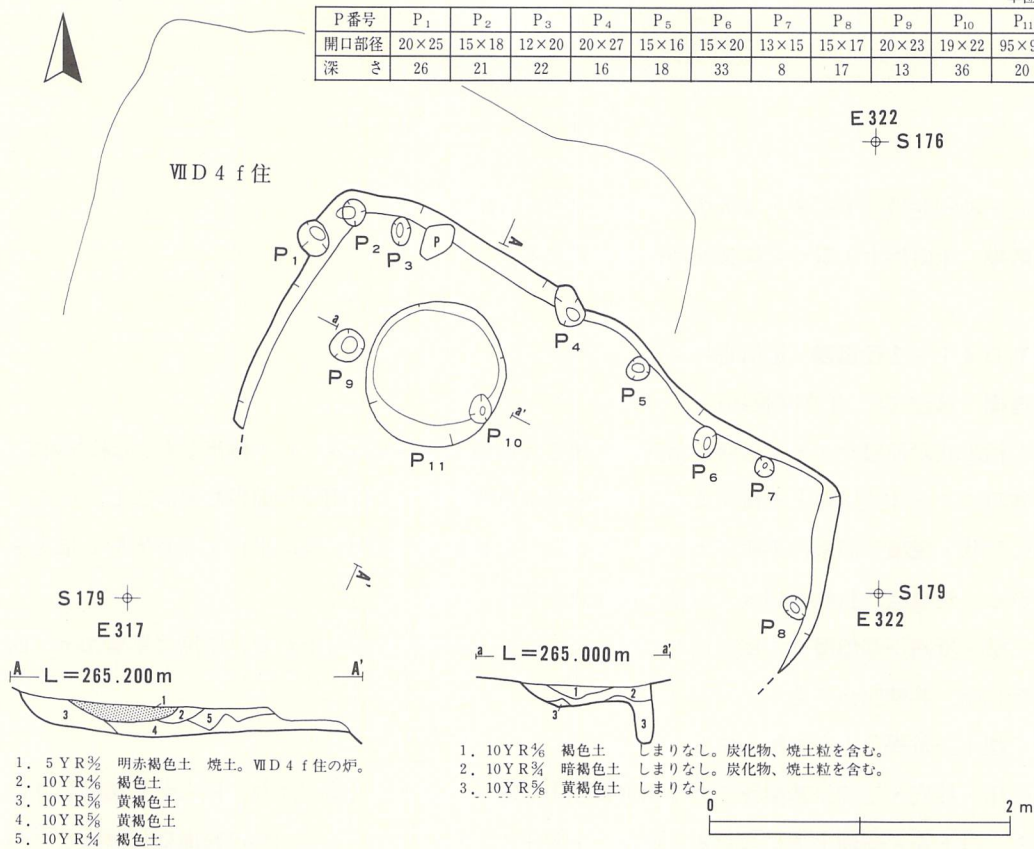 P番号 P₁ P₂ P₃ P₄ P₅ P₆ P₇ P₈ P₉ P₁₀ P₁₁
開口部径 20×25 15×18 12×20 20×27 15×16 15×20 13×15 15×17 20×23 19×22
深さ 26 21 22 16 18 33 8 17 13 36 20
E322
S176
ⅦD4f住
A
P₁ P₂ P₃ P
P₄
a
P₉
P₅
a'
P₁₀
P₁₁
P₆ P₇
A'
S179
E317
S179
E322
P₈
A L=265.200m A'
1 2 3 4 5
a L=265.000m a'
1 2 3 3
1. 5YR3/2 明赤褐色土 焼土。ⅦD4f住の炉。
2. 10YR4/6 褐色土
3. 10YR5/6 黄褐色土
4. 10YR5/8 黄褐色土
5. 10YR4/4 褐色土
1. 10YR4/6 褐色土 しまりなし。炭化物、焼土粒を含む。
2. 10YR3/4 暗褐色土 しまりなし。炭化物、焼土粒を含む。
3. 10YR5/8 黄褐色土 しまりなし。
0 2m